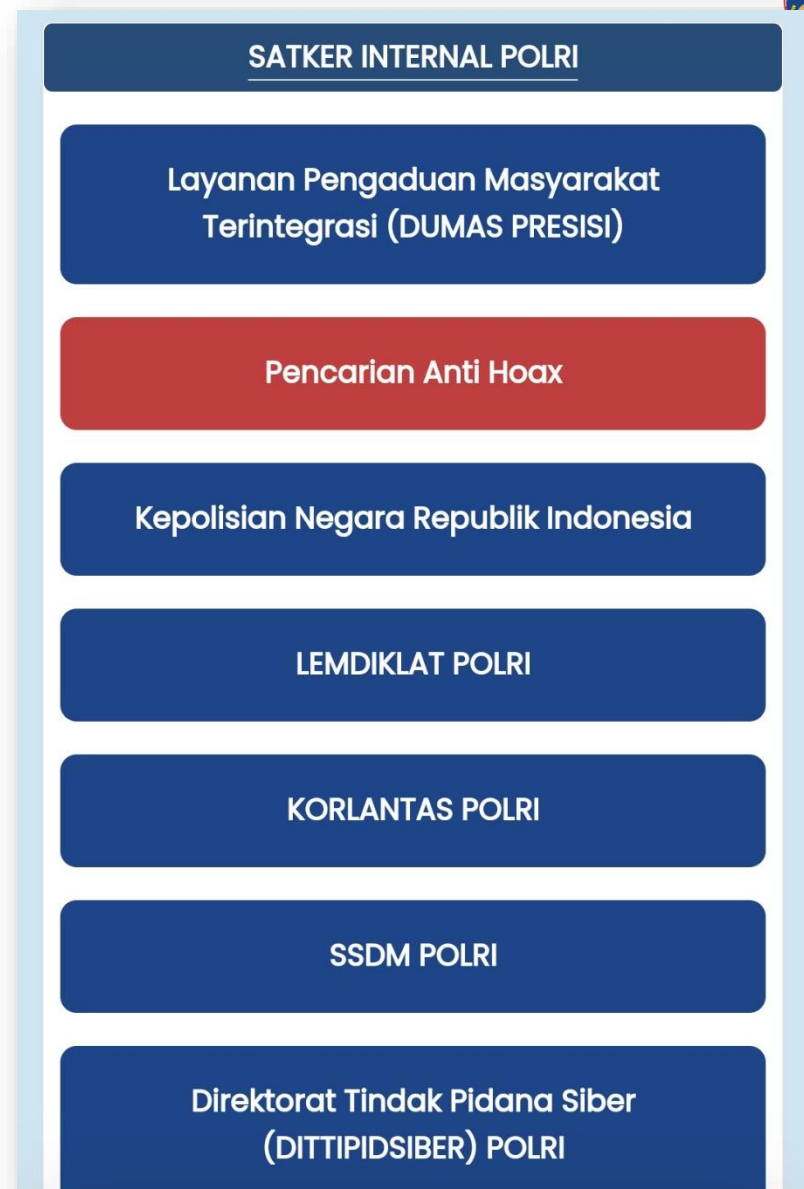 SATKER INTERNAL POLRI
Layanan Pengaduan Masyarakat
Terintegrasi (DUMAS PRESISI)
Pencarian Anti Hoax
Kepolisian Negara Republik Indonesia
LEMDIKLAT POLRI
KORLANTAS POLRI
SSDM POLRI
Direktorat Tindak Pidana Siber
(DITTIPIDSIBER) POLRI